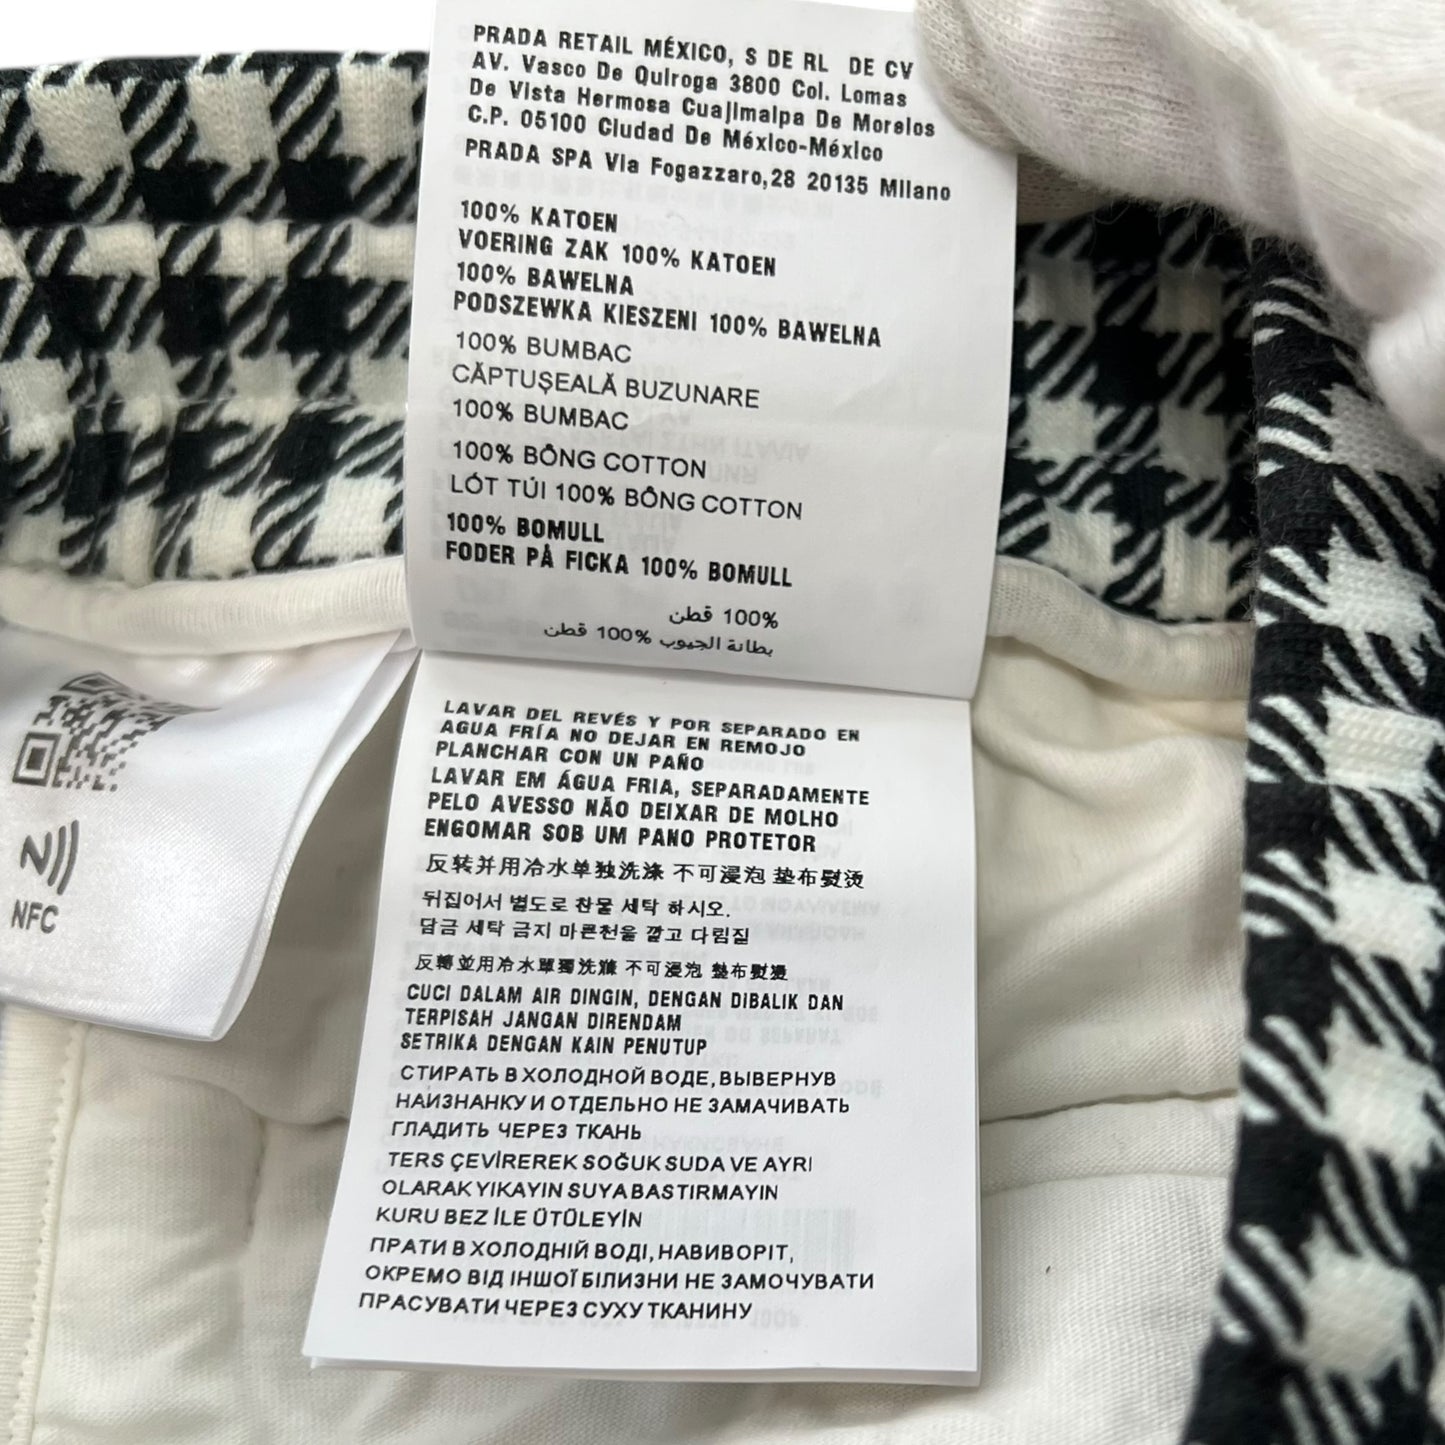 PRADA RETAIL MÉXICO, S DE RL DE CV
AV. Vasco De Quiroga 3800 Col. Lomas
De Vista Hermosa Cuajimalpa De Morelos
C.P. 05100 Ciudad De México-México
PRADA SPA Via Fogazzaro,28 20135 Milano
100% KATOEN
VOERING ZAK 100% KATOEN
100% BAWELNA
PODSZEWKA KIESZENI 100% BAWELNA
100% BUMBAC
CĂPTUȘEALĂ BUZUNARE
100% BUMBAC
100% BÔNG COTTON
LÓT TÚI 100% BÔNG COTTON
100% BOMULL
FODER PÅ FICKA 100% BOMULL
100% قطن
بطانة الجيوب 100% قطن
NFC
LAVAR DEL REVÉS Y POR SEPARADO EN
AGUA FRÍA NO DEJAR EN REMOJO
PLANCHAR CON UN PAÑO
LAVAR EM ÁGUA FRIA, SEPARADAMENTE
PELO AVESSO NÃO DEIXAR DE MOLHO
ENGOMAR SOB UM PANO PROTETOR
反转并用冷水单独洗涤 不可浸泡 垫布熨烫
뒤집어서 별도로 찬물 세탁 하시오.
담금 세탁 금지 마른천을 깔고 다림질
反轉並用冷水單獨洗滌 不可浸泡 墊布熨燙
CUCI DALAM AIR DINGIN, DENGAN DIBALIK DAN
TERPISAH JANGAN DIRENDAM
SETRIKA DENGAN KAIN PENUTUP
СТИРАТЬ В ХОЛОДНОЙ ВОДЕ, ВЫВЕРНУВ
НАИЗНАНКУ И ОТДЕЛЬНО НЕ ЗАМАЧИВАТЬ
ГЛАДИТЬ ЧЕРЕЗ ТКАНЬ
TERS ÇEVİREREK SOĞUK SUDA VE AYRI
OLARAK YIKAYIN SUYA BASTIRMAYIN
KURU BEZ İLE ÜTÜLEYİN
ПРАТИ В ХОЛОДНІЙ ВОДІ, НАВИВОРІТ,
ОКРЕМО ВІД ІНШОЇ БІЛИЗНИ НЕ ЗАМОЧУВАТИ
ПРАСУВАТИ ЧЕРЕЗ СУХУ ТКАНИНУ